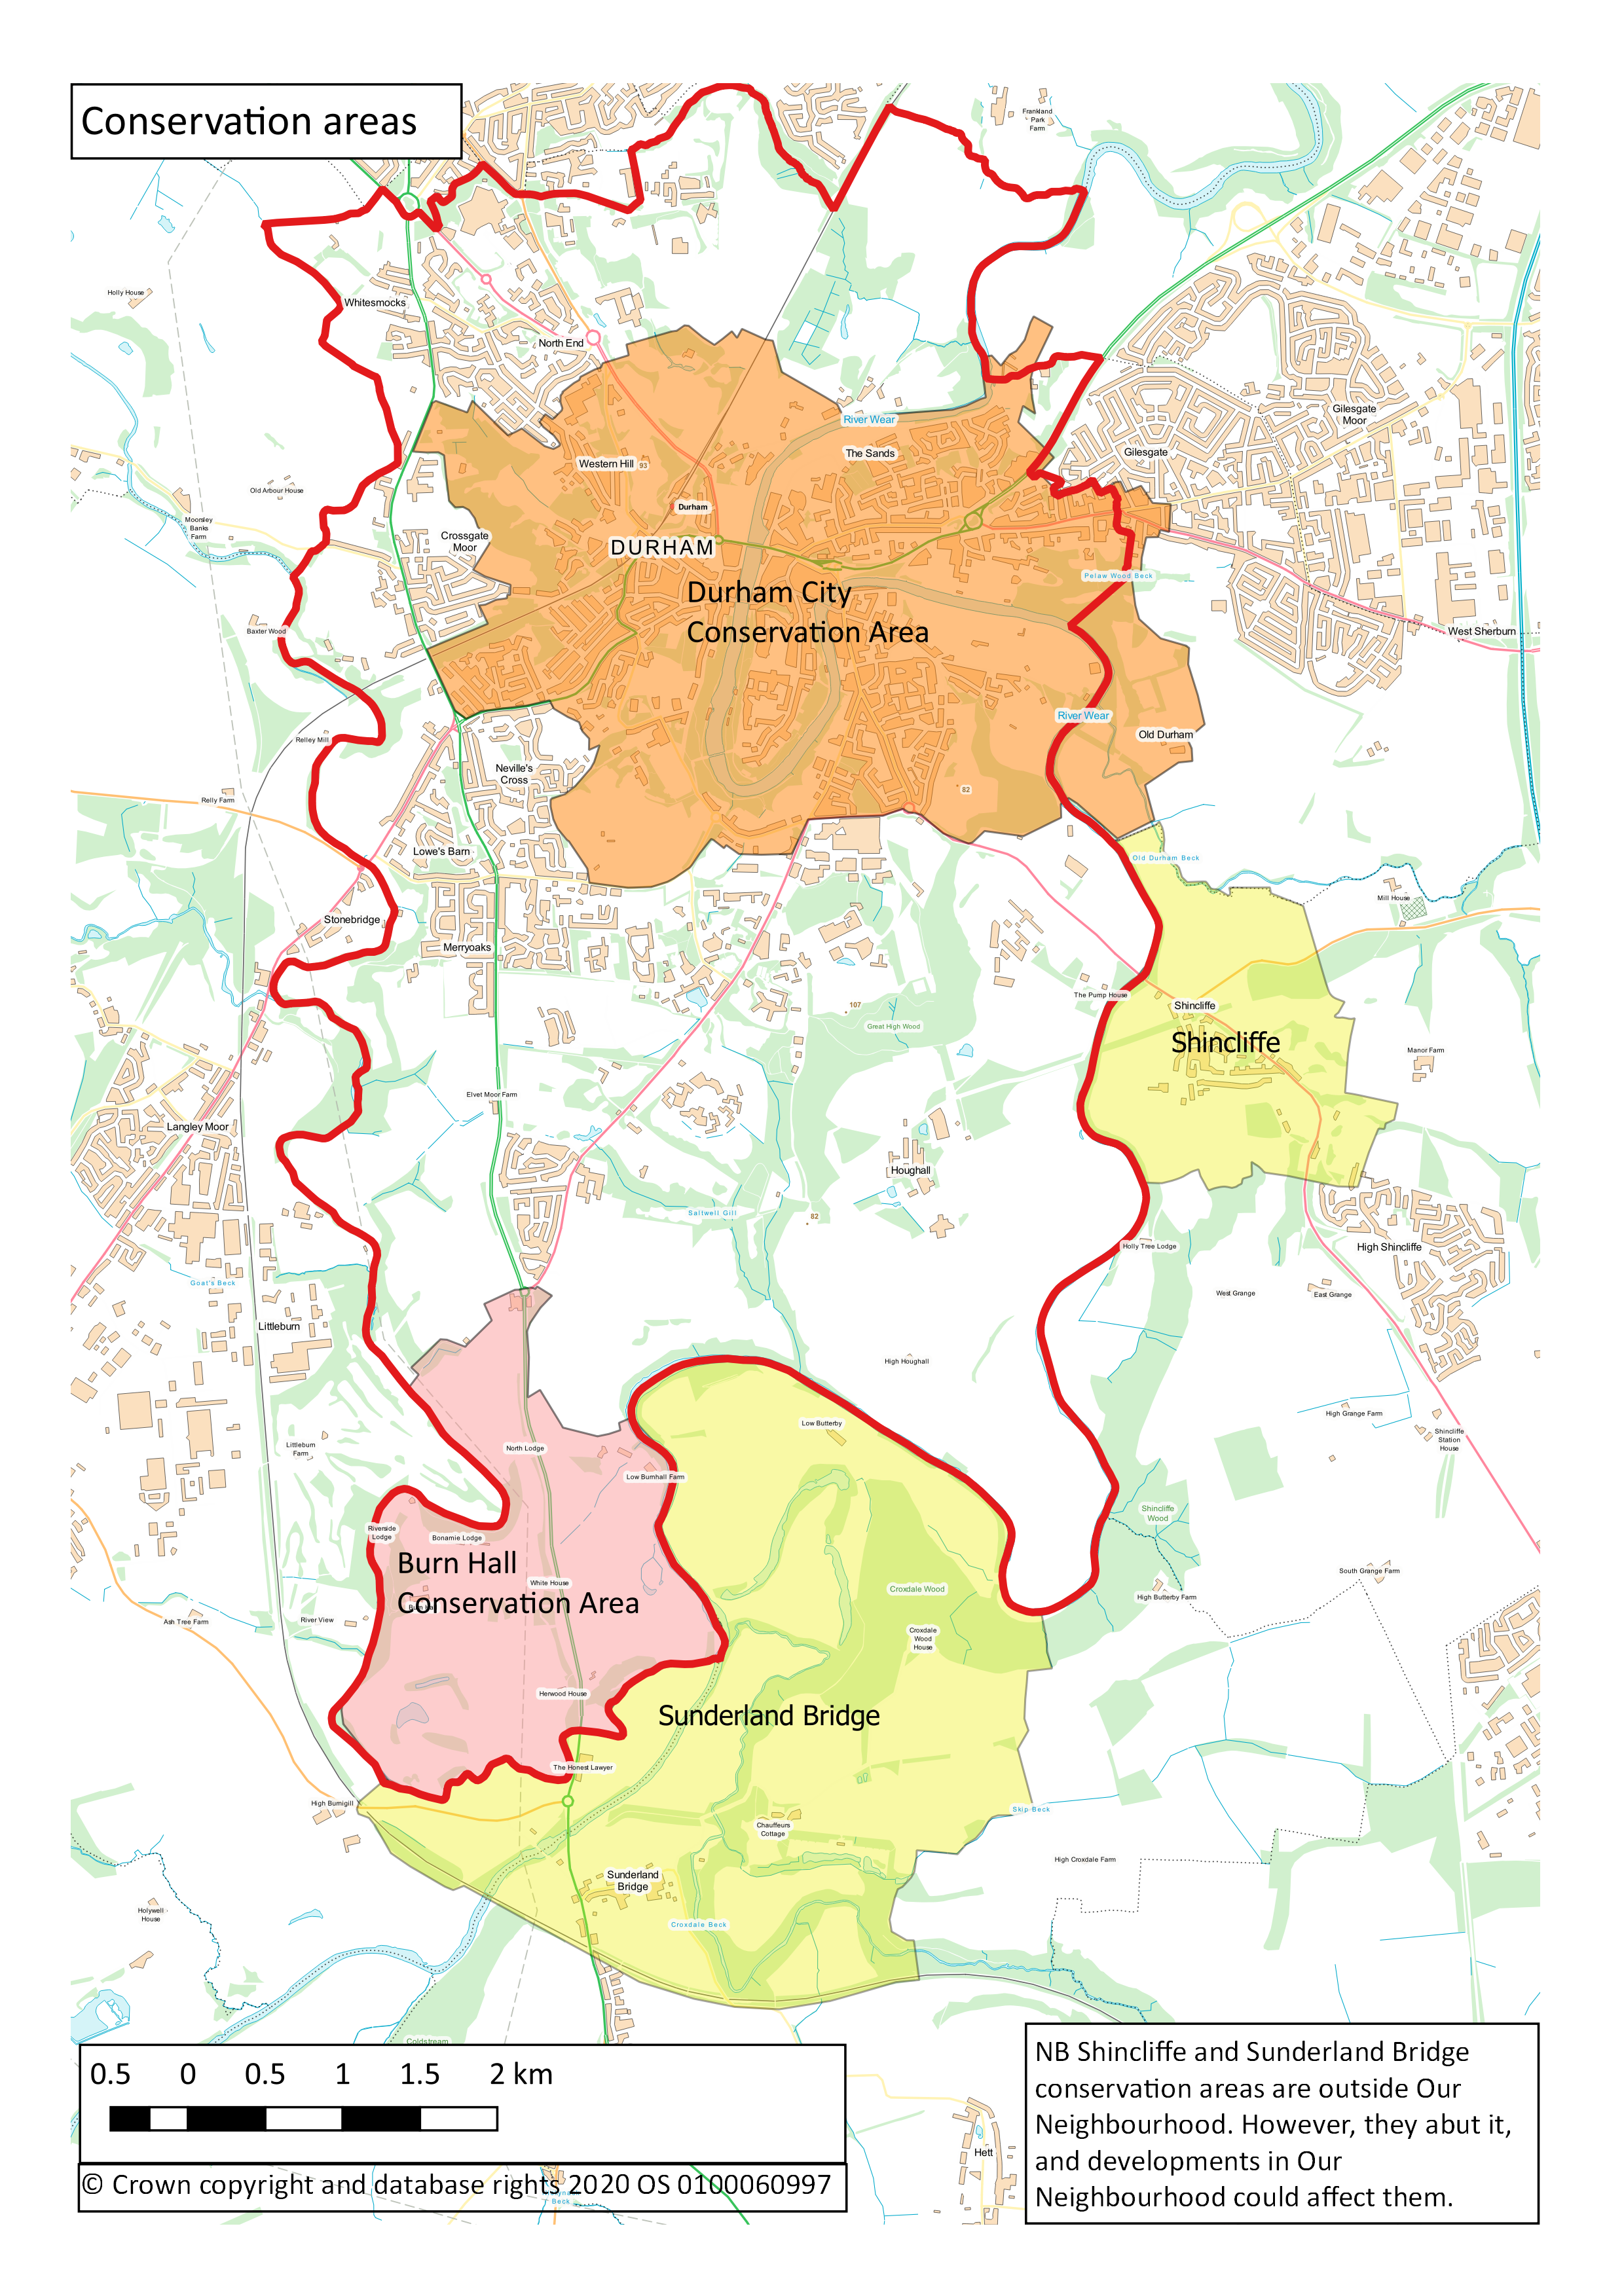 Conservation areas
Frankland
Park
Farm
Holly House
Whitesmocks
North End
River Wear
The Sands
Gilesgate
Moor
Gilesgate
Western Hill
93
Old Arbour House
Durham
Moorsley
Banks
Farm
Crossgate
Moor
DURHAM
Pelaw Wood Beck
Durham City
Conservation Area
Baxter Wood
West Sherburn
River Wear
Old Durham
Relley Mill
Neville's
Cross
82
Relly Farm
Lowe's Barn
Old Durham Beck
Mill House
Stonebridge
Merryoaks
The Pump House
Shincliffe
107
Great High Wood
Shincliffe
Manor Farm
Elvet Moor Farm
Langley Moor
Houghall
Saltwell Gill
82
Holly Tree Lodge
High Shincliffe
Goat's Beck
West Grange
East Grange
Littleburn
High Houghall
High Grange Farm
Low Butterby
Shincliffe
Station
House
Littleburn
Farm
North Lodge
Low Burnhall Farm
Shincliffe
Wood
Riverside
Lodge
Bonamie Lodge
Burn Hall
Conservation Area
White House
South Grange Farm
Croxdale Wood
High Butterby Farm
Ash Tree Farm
River View
Croxdale
Wood
House
Herwood House
Sunderland Bridge
The Honest Lawyer
High Burnigill
Skip Beck
Chauffeurs
Cottage
High Croxdale Farm
Sunderland
Bridge
Holywell
House
Croxdale Beck
Coldstream
0.5 0 0.5 1 1.5 2 km
Hett
© Crown copyright and database rights 2020 OS 0100060997
Beck
NB Shincliffe and Sunderland Bridge
conservation areas are outside Our
Neighbourhood. However, they abut it,
and developments in Our
Neighbourhood could affect them.